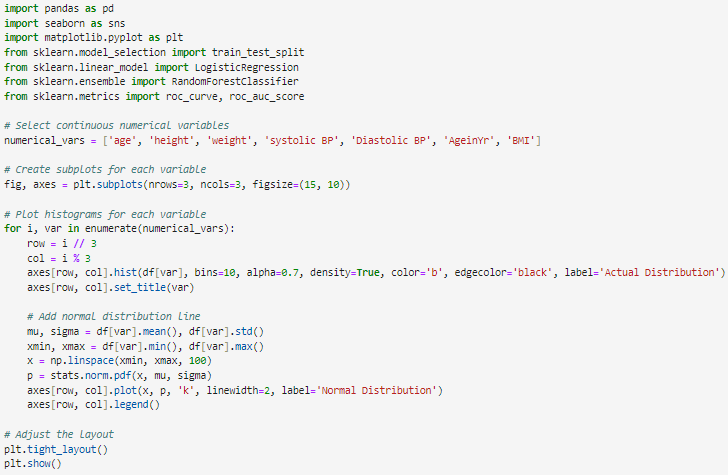 import pandas as pd
import seaborn as sns
import matplotlib.pyplot as plt
from sklearn.model_selection import train_test_split
from sklearn.linear_model import LogisticRegression
from sklearn.ensemble import RandomForestClassifier
from sklearn.metrics import roc_curve, roc_auc_score

# Select continuous numerical variables
numerical_vars = ['age', 'height', 'weight', 'systolic BP', 'Diastolic BP', 'AgeinYr', 'BMI']

# Create subplots for each variable
fig, axes = plt.subplots(nrows=3, ncols=3, figsize=(15, 10))

# Plot histograms for each variable
for i, var in enumerate(numerical_vars):
    row = i // 3
    col = i % 3
    axes[row, col].hist(df[var], bins=10, alpha=0.7, density=True, color='b', edgecolor='black', label='Actual Distribution')
    axes[row, col].set_title(var)

    # Add normal distribution line
    mu, sigma = df[var].mean(), df[var].std()
    xmin, xmax = df[var].min(), df[var].max()
    x = np.linspace(xmin, xmax, 100)
    p = stats.norm.pdf(x, mu, sigma)
    axes[row, col].plot(x, p, 'k', linewidth=2, label='Normal Distribution')
    axes[row, col].legend()

# Adjust the layout
plt.tight_layout()
plt.show()